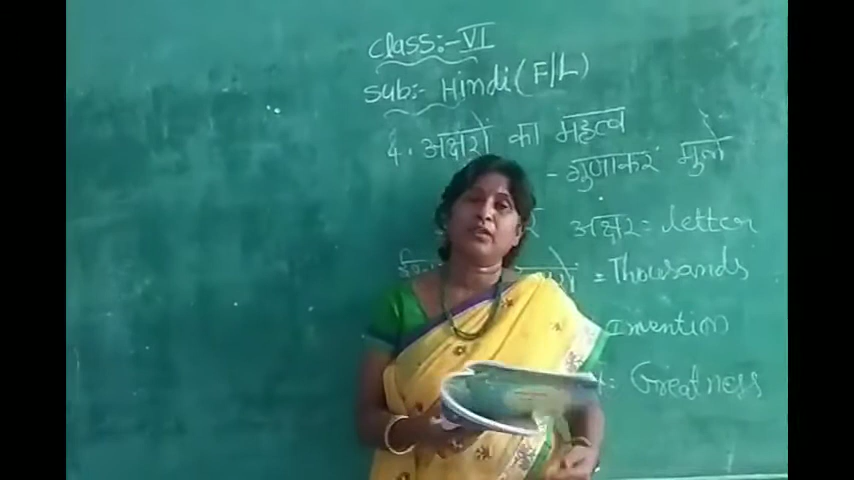 class:- VI
Sub:- Hindi (F/L)
4. अक्षरों का महत्व
- गुणाकर मुले
अक्षर = letter
= Thousands
Invention
= Greatness